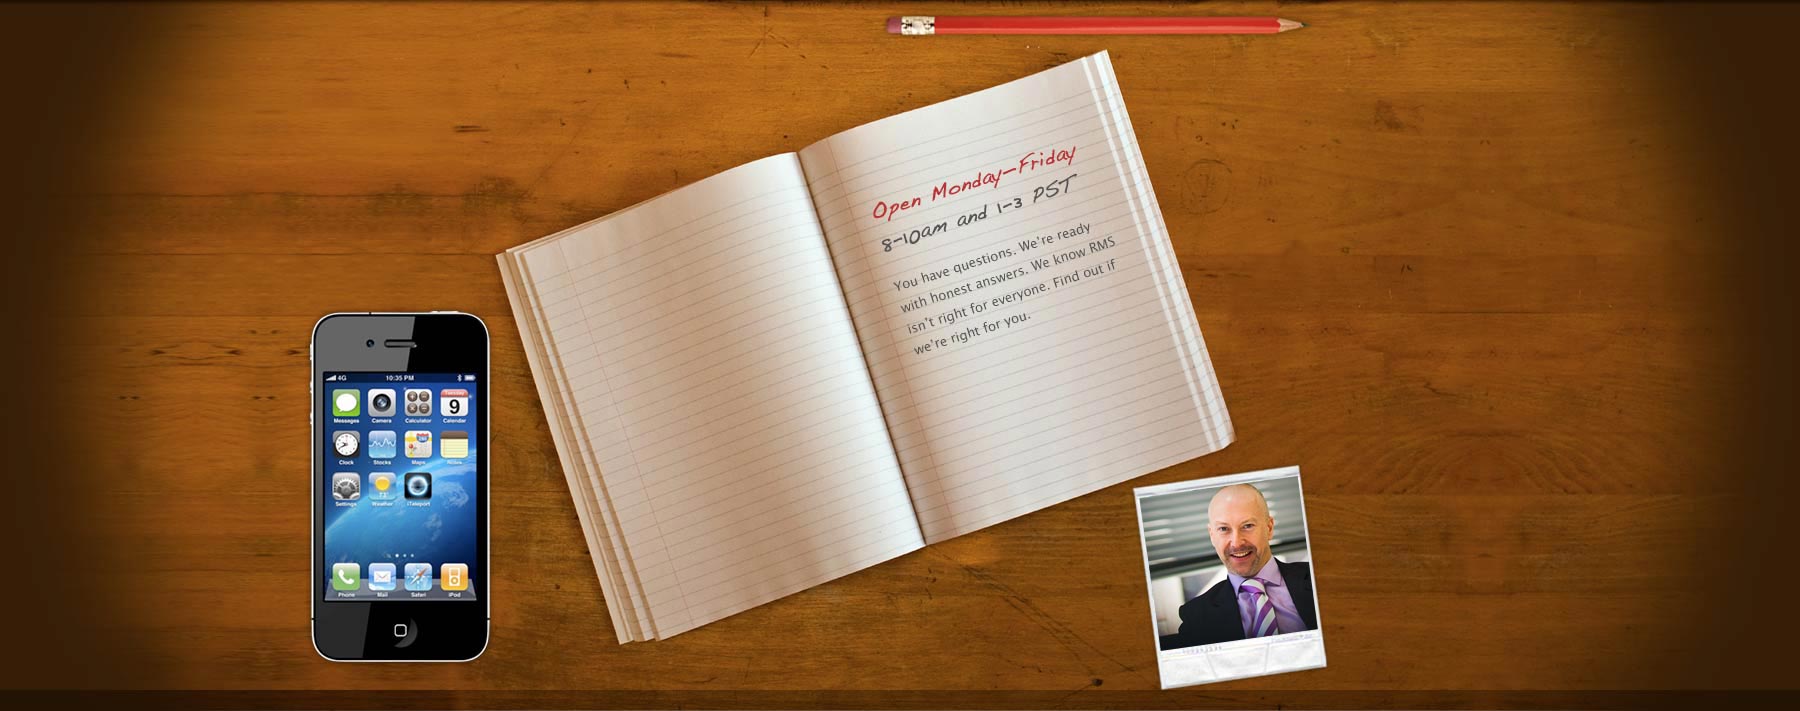 Open Monday–Friday
8–10am and 1–3 PST
You have questions. We're ready
with honest answers. We know RMS
isn't right for everyone. Find out if
we're right for you.
4G 10:35 PM
Messages Camera Calculator Calendar
9
Clock Stocks Maps Notes
73°
Settings Weather iTeleport
Phone Mail Safari iPod